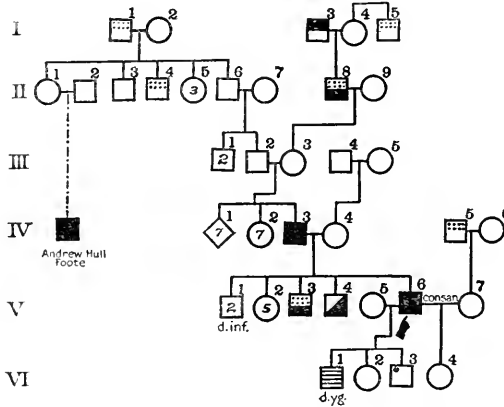 I 1 2 3 4 5
II 1 2 3 4 5 3 6 7 8 9
III 1 2 2 3 4 5
IV 1 7 2 7 3 4
Andrew Hull
Foote
5
V 1 2 2 5 3 4 5 6 consan. 7
d.inf.
VI 1 2 3 4
d.yg.